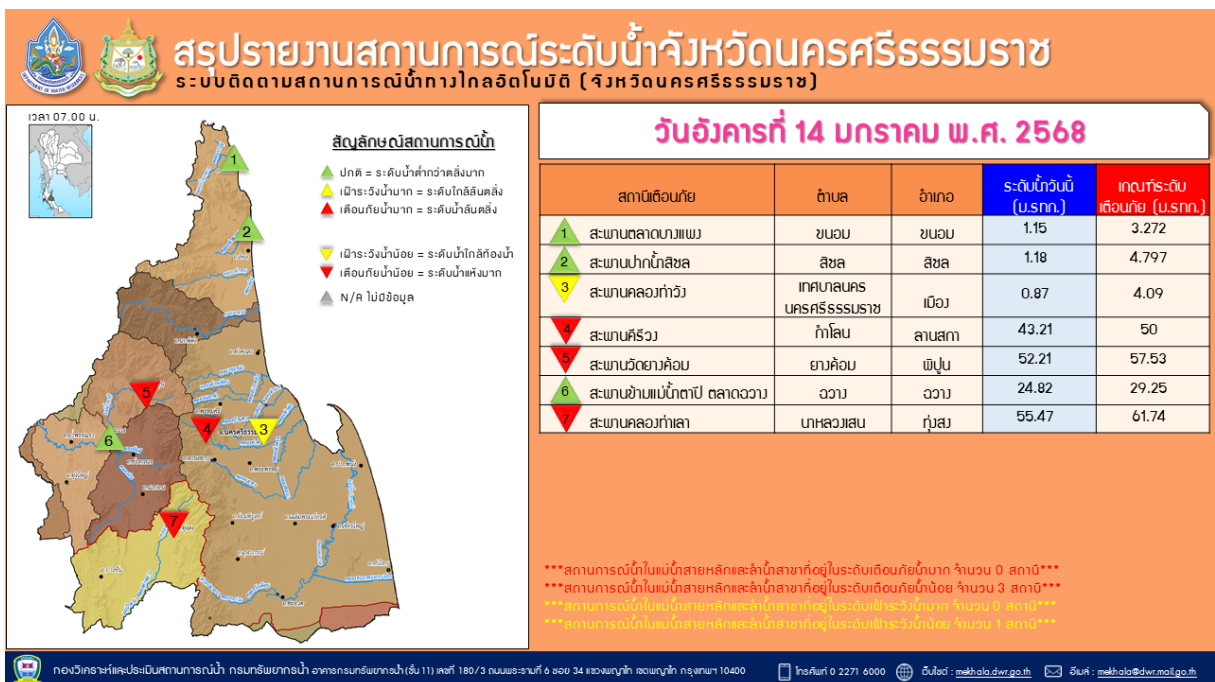 สรุปรายงานสถานการณ์ระดับน้ำจังหวัดนครศรีธรรมราช
ระบบติดตามสถานการณ์น้ำทางไกลอัตโนมัติ (จังหวัดนครศรีธรรมราช)
เวลา 07.00 น.
สัญลักษณ์สถานการณ์น้ำ
ปกติ = ระดับน้ำต่ำกว่าตลิ่งมาก
เฝ้าระวังน้ำมาก = ระดับใกล้ล้นตลิ่ง
เตือนภัยน้ำมาก = ระดับน้ำล้นตลิ่ง
เฝ้าระวังน้ำน้อย = ระดับน้ำใกล้ท้องน้ำ
เตือนภัยน้ำน้อย = ระดับน้ำแห้งมาก
N/A ไม่มีข้อมูล
1
2
5
4
3
6
7
วันอังคารที่ 14 มกราคม พ.ศ. 2568
สถานีเตือนภัย ตำบล อำเภอ ระดับน้ำวันนี้ (ม.รทก.) เกณฑ์ระดับเตือนภัย (ม.รทก.)
1 สะพานตลาดบางแพง ขนอม ขนอม 1.15 3.272
2 สะพานปากน้ำสิชล สิชล สิชล 1.18 4.797
3 สะพานคลองท่าวัง เทศบาลนครนครศรีธรรมราช เมือง 0.87 4.09
4 สะพานคีรีวง กำโลน ลานสกา 43.21 50
5 สะพานวัดยางค้อม ยางค้อม พิปูน 52.21 57.53
6 สะพานข้ามแม่น้ำตาปี ตลาดฉวาง ฉวาง ฉวาง 24.82 29.25
7 สะพานคลองท่าเลา นาหลวงเสน ทุ่งสง 55.47 61.74
***สถานการณ์น้ำในแม่น้ำสายหลักและลำน้ำสาขาที่อยู่ในระดับเตือนภัยน้ำมาก จำนวน 0 สถานี***
***สถานการณ์น้ำในแม่น้ำสายหลักและลำน้ำสาขาที่อยู่ในระดับเตือนภัยน้ำน้อย จำนวน 3 สถานี***
***สถานการณ์น้ำในแม่น้ำสายหลักและลำน้ำสาขาที่อยู่ในระดับเฝ้าระวังน้ำมาก จำนวน 0 สถานี***
***สถานการณ์น้ำในแม่น้ำสายหลักและลำน้ำสาขาที่อยู่ในระดับเฝ้าระวังน้ำน้อย จำนวน 1 สถานี***
กองวิเคราะห์และประเมินสถานการณ์น้ำ กรมทรัพยากรน้ำ อาคารกรมทรัพยากรน้ำ (ชั้น 11) เลขที่ 180/3 ถนนพระรามที่ 6 ซอย 34 แขวงพญาไท เขตพญาไท กรุงเทพฯ 10400 โทรศัพท์ 0 2271 6000 เว็บไซต์ : mekhala.dwr.go.th อีเมล์ : mekhala@dwr.mail.go.th